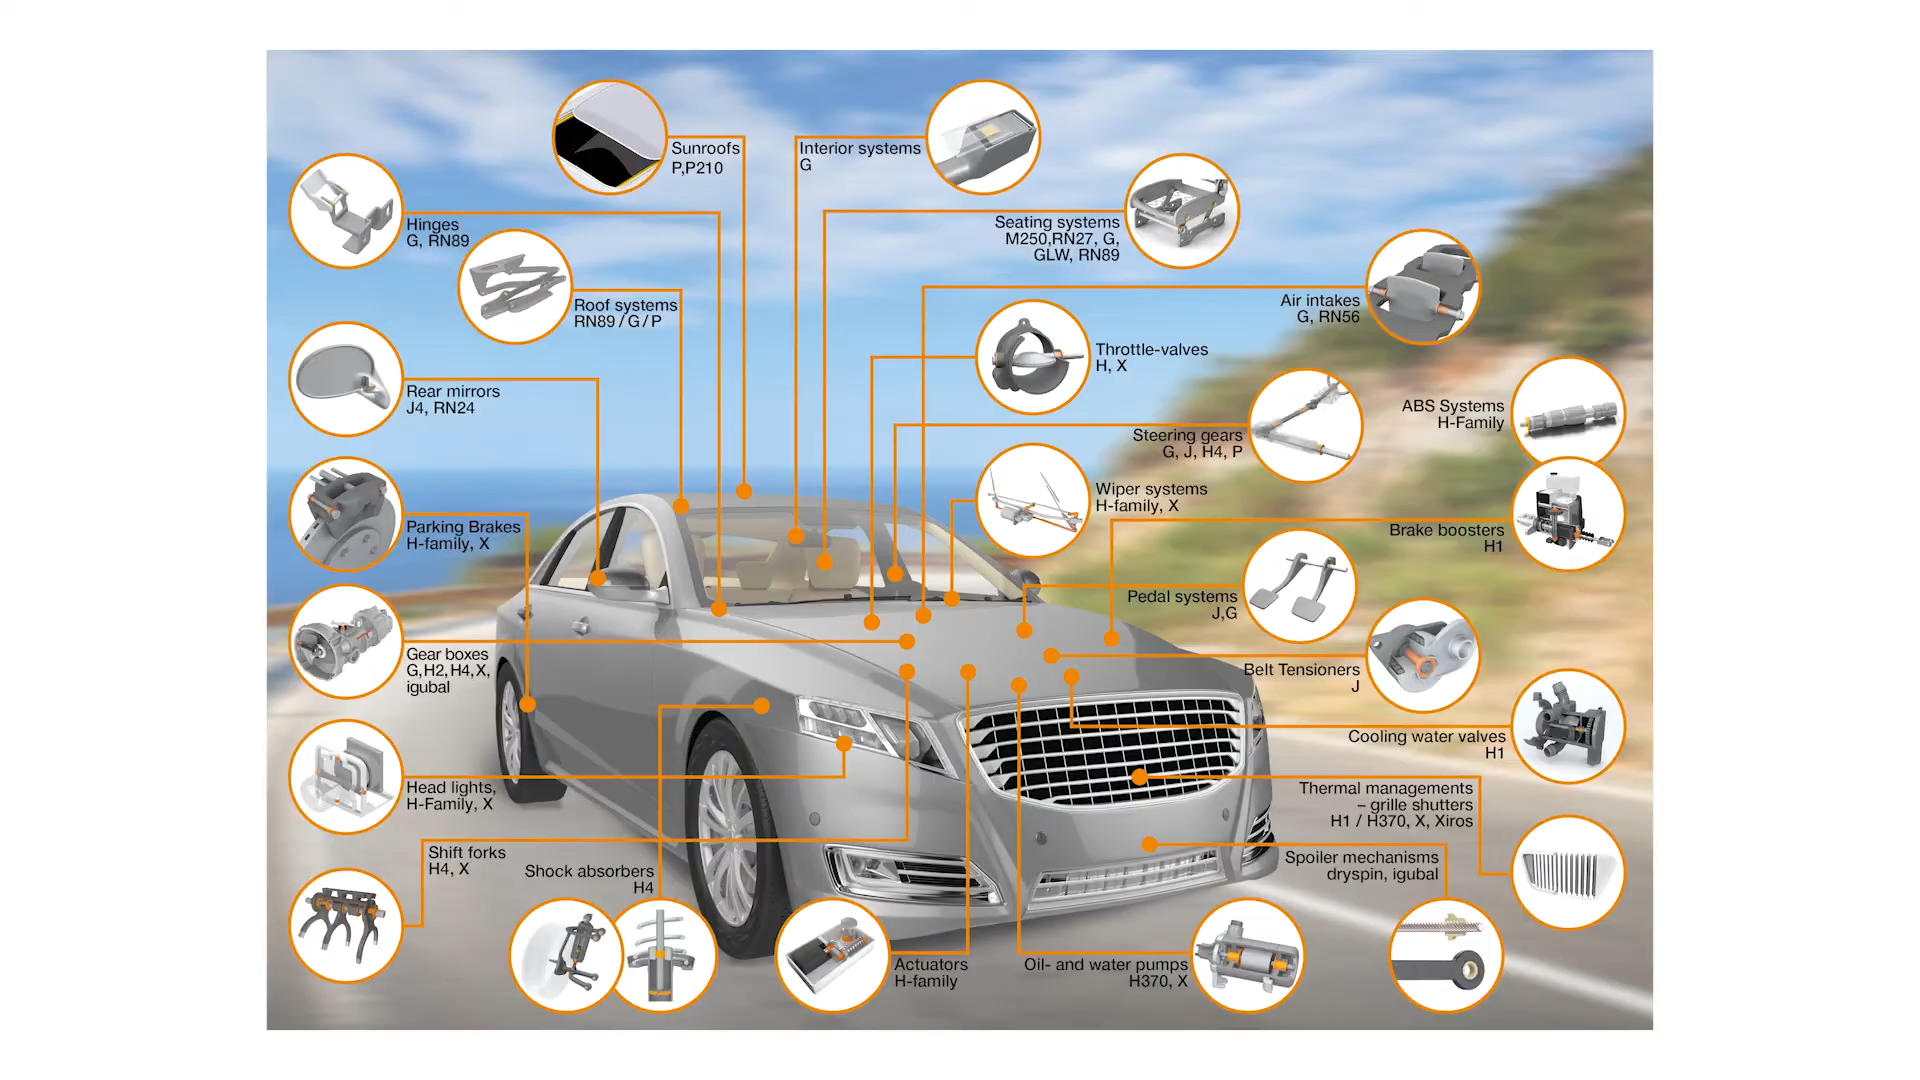 Sunroofs
P,P210
Interior systems
G
Hinges
G, RN89
Seating systems
M250,RN27, G,
GLW, RN89
Roof systems
RN89 / G / P
Air intakes
G, RN56
Throttle-valves
H, X
Rear mirrors
J4, RN24
ABS Systems
H-Family
Steering gears
G, J, H4, P
Wiper systems
H-family, X
Parking Brakes
H-family, X
Brake boosters
H1
Pedal systems
J,G
Gear boxes
G,H2,H4,X,
igubal
Belt Tensioners
J
Cooling water valves
H1
Head lights,
H-Family, X
Thermal managements
– grille shutters
H1 / H370, X, Xiros
Shift forks
H4, X
Shock absorbers
H4
Spoiler mechanisms
dryspin, igubal
Actuators
H-family
Oil- and water pumps
H370, X